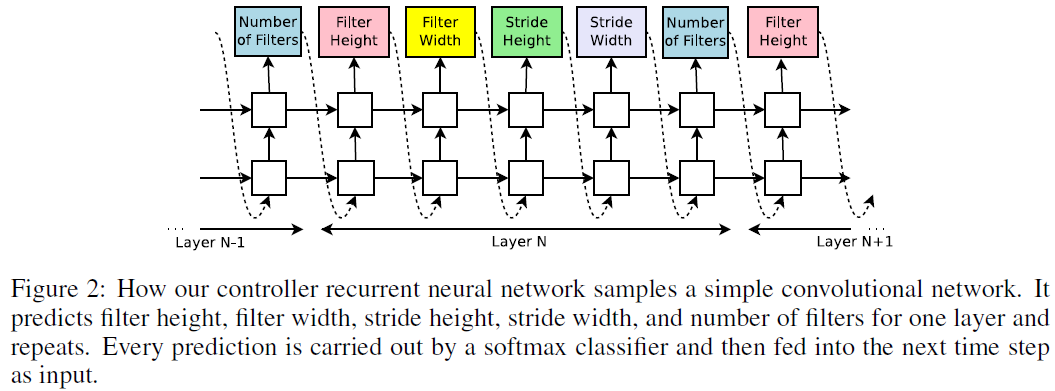 Number of Filters
Filter Height
Filter Width
Stride Height
Stride Width
Number of Filters
Filter Height
... Layer N-1
Layer N
Layer N+1 ...
Figure 2: How our controller recurrent neural network samples a simple convolutional network. It
predicts filter height, filter width, stride height, stride width, and number of filters for one layer and
repeats. Every prediction is carried out by a softmax classifier and then fed into the next time step
as input.